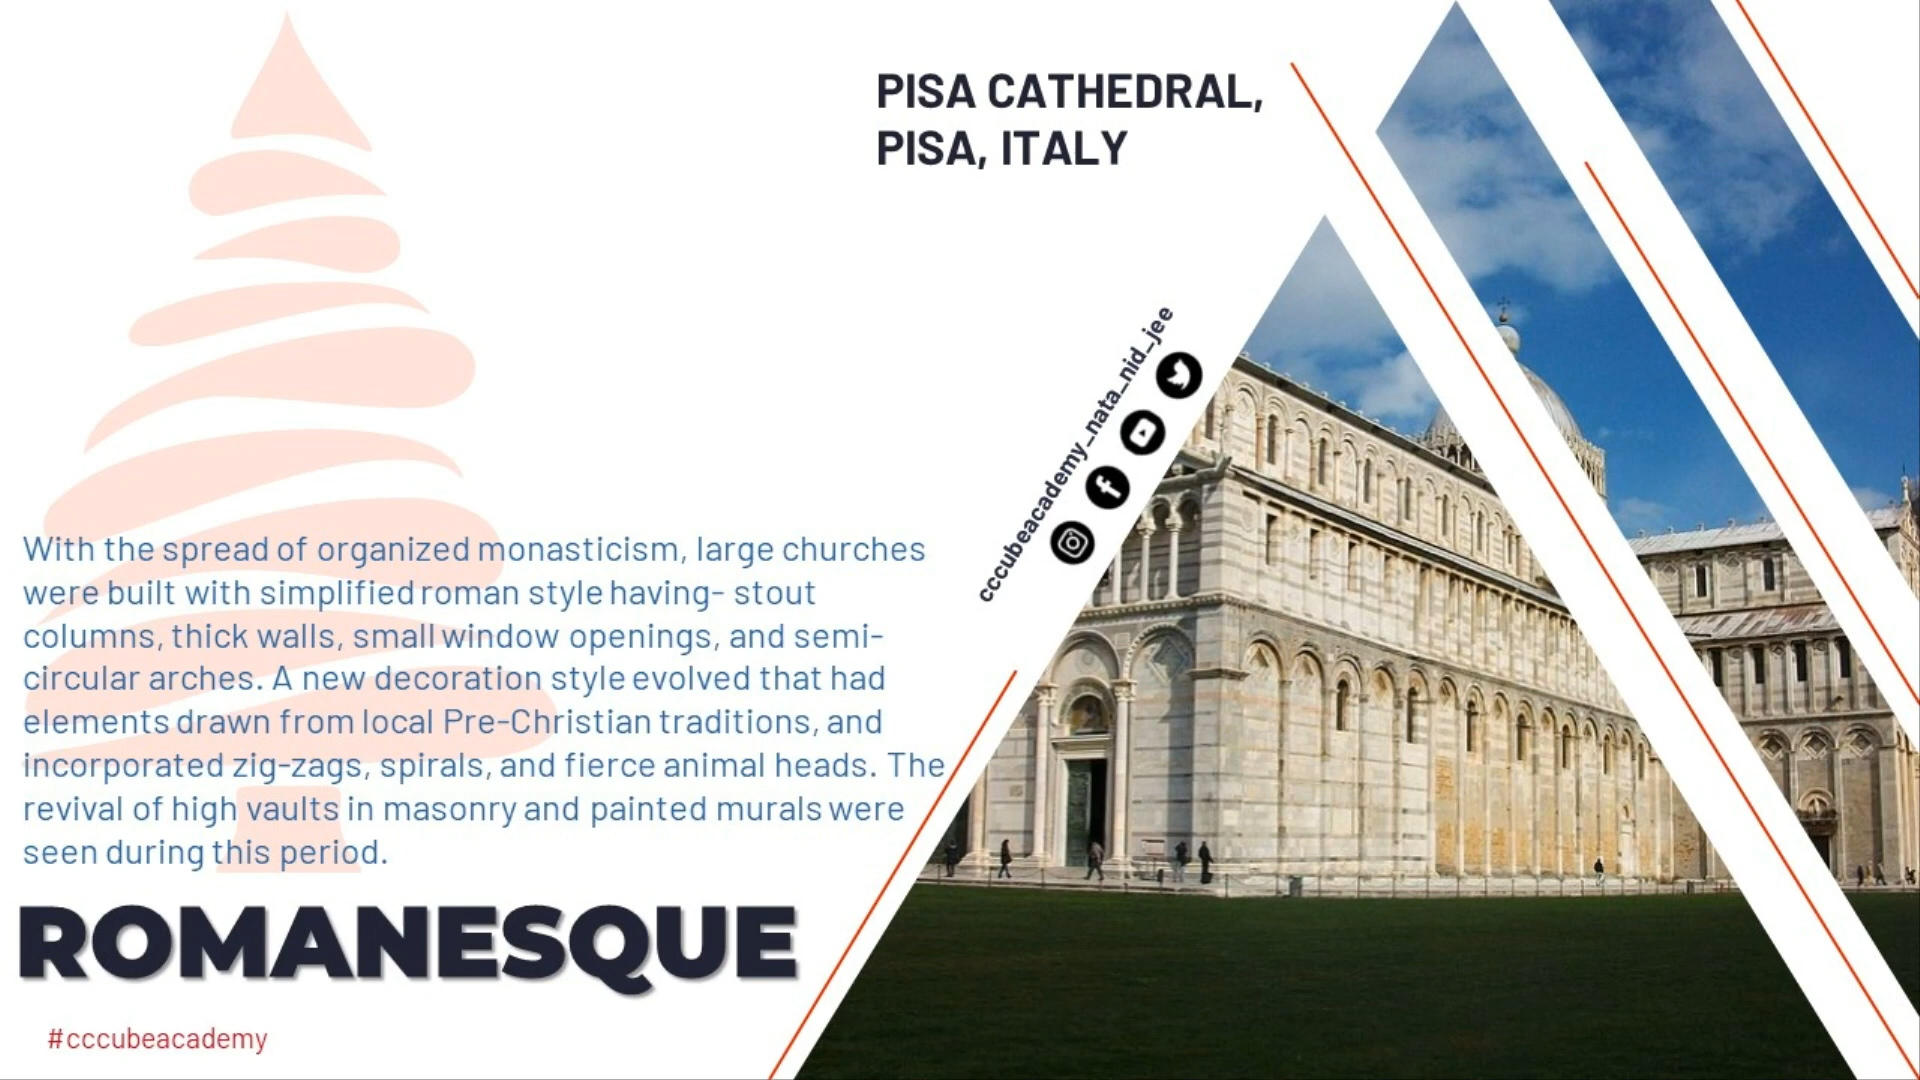 PISA CATHEDRAL,
PISA, ITALY
cccubeacademy_nata_nid_jee
With the spread of organized monasticism, large churches
were built with simplified roman style having- stout
columns, thick walls, small window openings, and semi-
circular arches. A new decoration style evolved that had
elements drawn from local Pre-Christian traditions, and
incorporated zig-zags, spirals, and fierce animal heads. The
revival of high vaults in masonry and painted murals were
seen during this period.
ROMANESQUE
#cccubeacademy